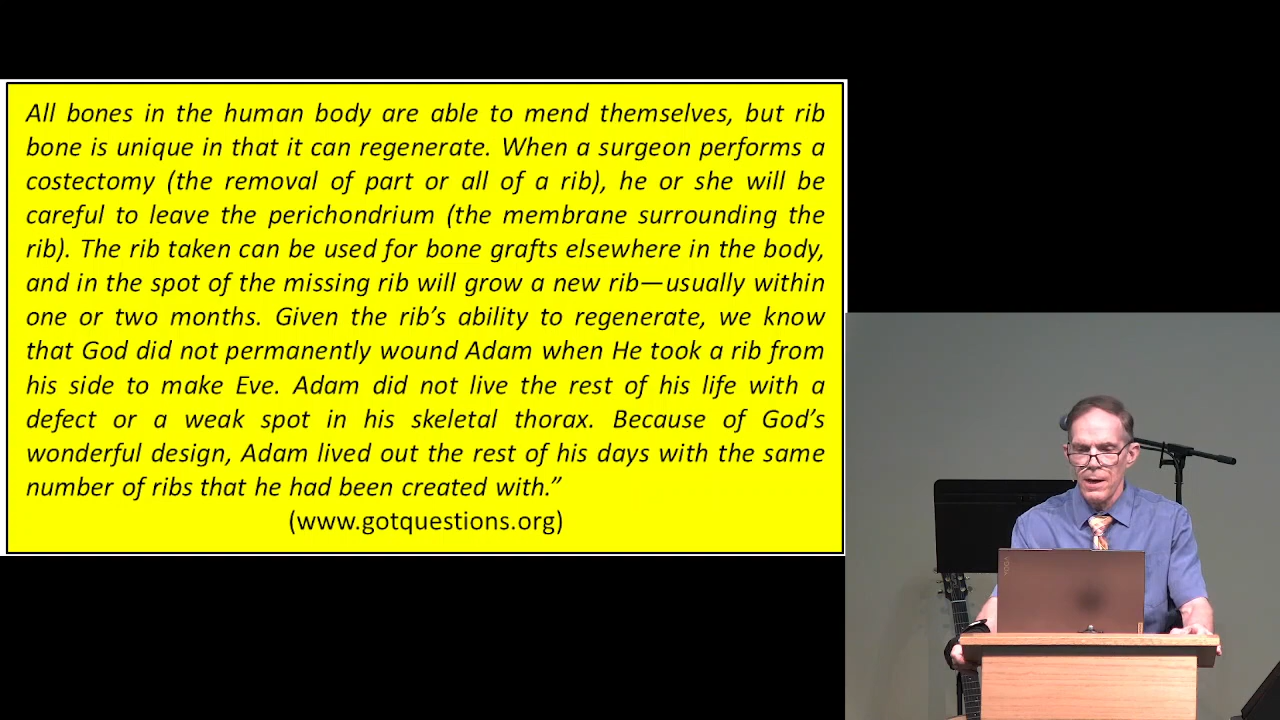 All bones in the human body are able to mend themselves, but rib
bone is unique in that it can regenerate. When a surgeon performs a
costectomy (the removal of part or all of a rib), he or she will be
careful to leave the perichondrium (the membrane surrounding the
rib). The rib taken can be used for bone grafts elsewhere in the body,
and in the spot of the missing rib will grow a new rib—usually within
one or two months. Given the rib’s ability to regenerate, we know
that God did not permanently wound Adam when He took a rib from
his side to make Eve. Adam did not live the rest of his life with a
defect or a weak spot in his skeletal thorax. Because of God’s
wonderful design, Adam lived out the rest of his days with the same
number of ribs that he had been created with.”
(www.gotquestions.org)